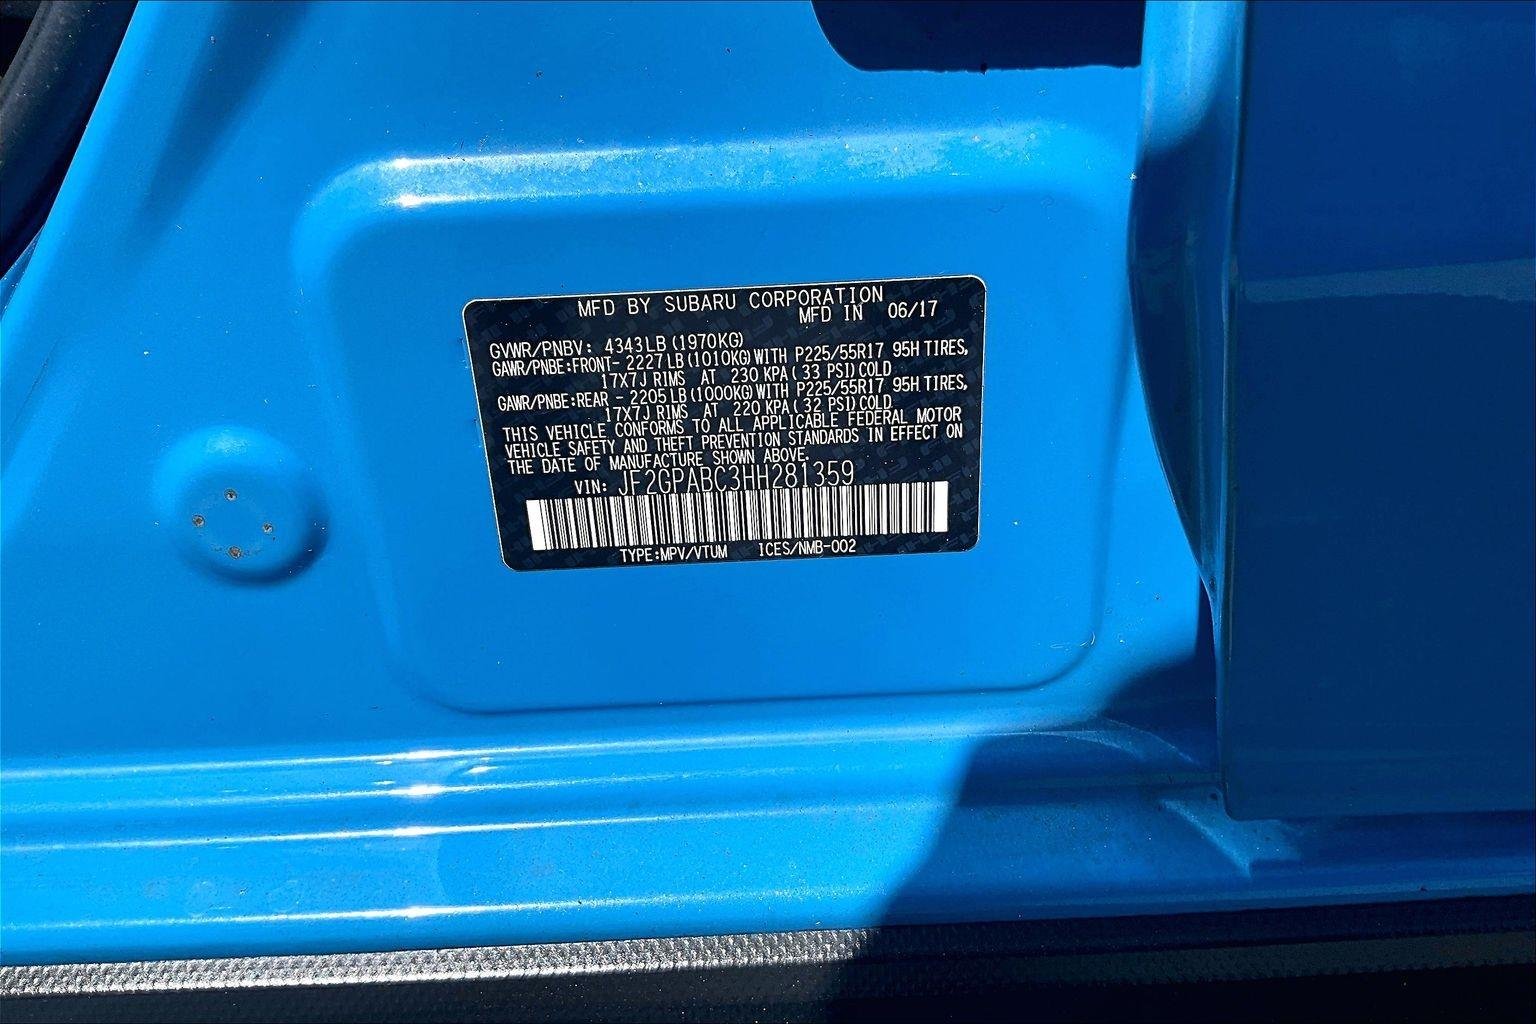 MFD BY SUBARU CORPORATION
MFD IN 06/17
GVWR/PNBV: 4343LB(1970KG)
GAWR/PNBE:FRONT- 2227LB(1010KG)WITH P225/55R17 95H TIRES,
17X7J RIMS AT 230 KPA( 33 PSI)COLD
GAWR/PNBE:REAR - 2205LB(1000KG)WITH P225/55R17 95H TIRES,
17X7J RIMS AT 220 KPA( 32 PSI)COLD
THIS VEHICLE CONFORMS TO ALL APPLICABLE FEDERAL MOTOR
VEHICLE SAFETY AND THEFT PREVENTION STANDARDS IN EFFECT ON
THE DATE OF MANUFACTURE SHOWN ABOVE.
VIN: JF2GPABC3HH281359
TYPE:MPV/VTUM ICES/NMB-002